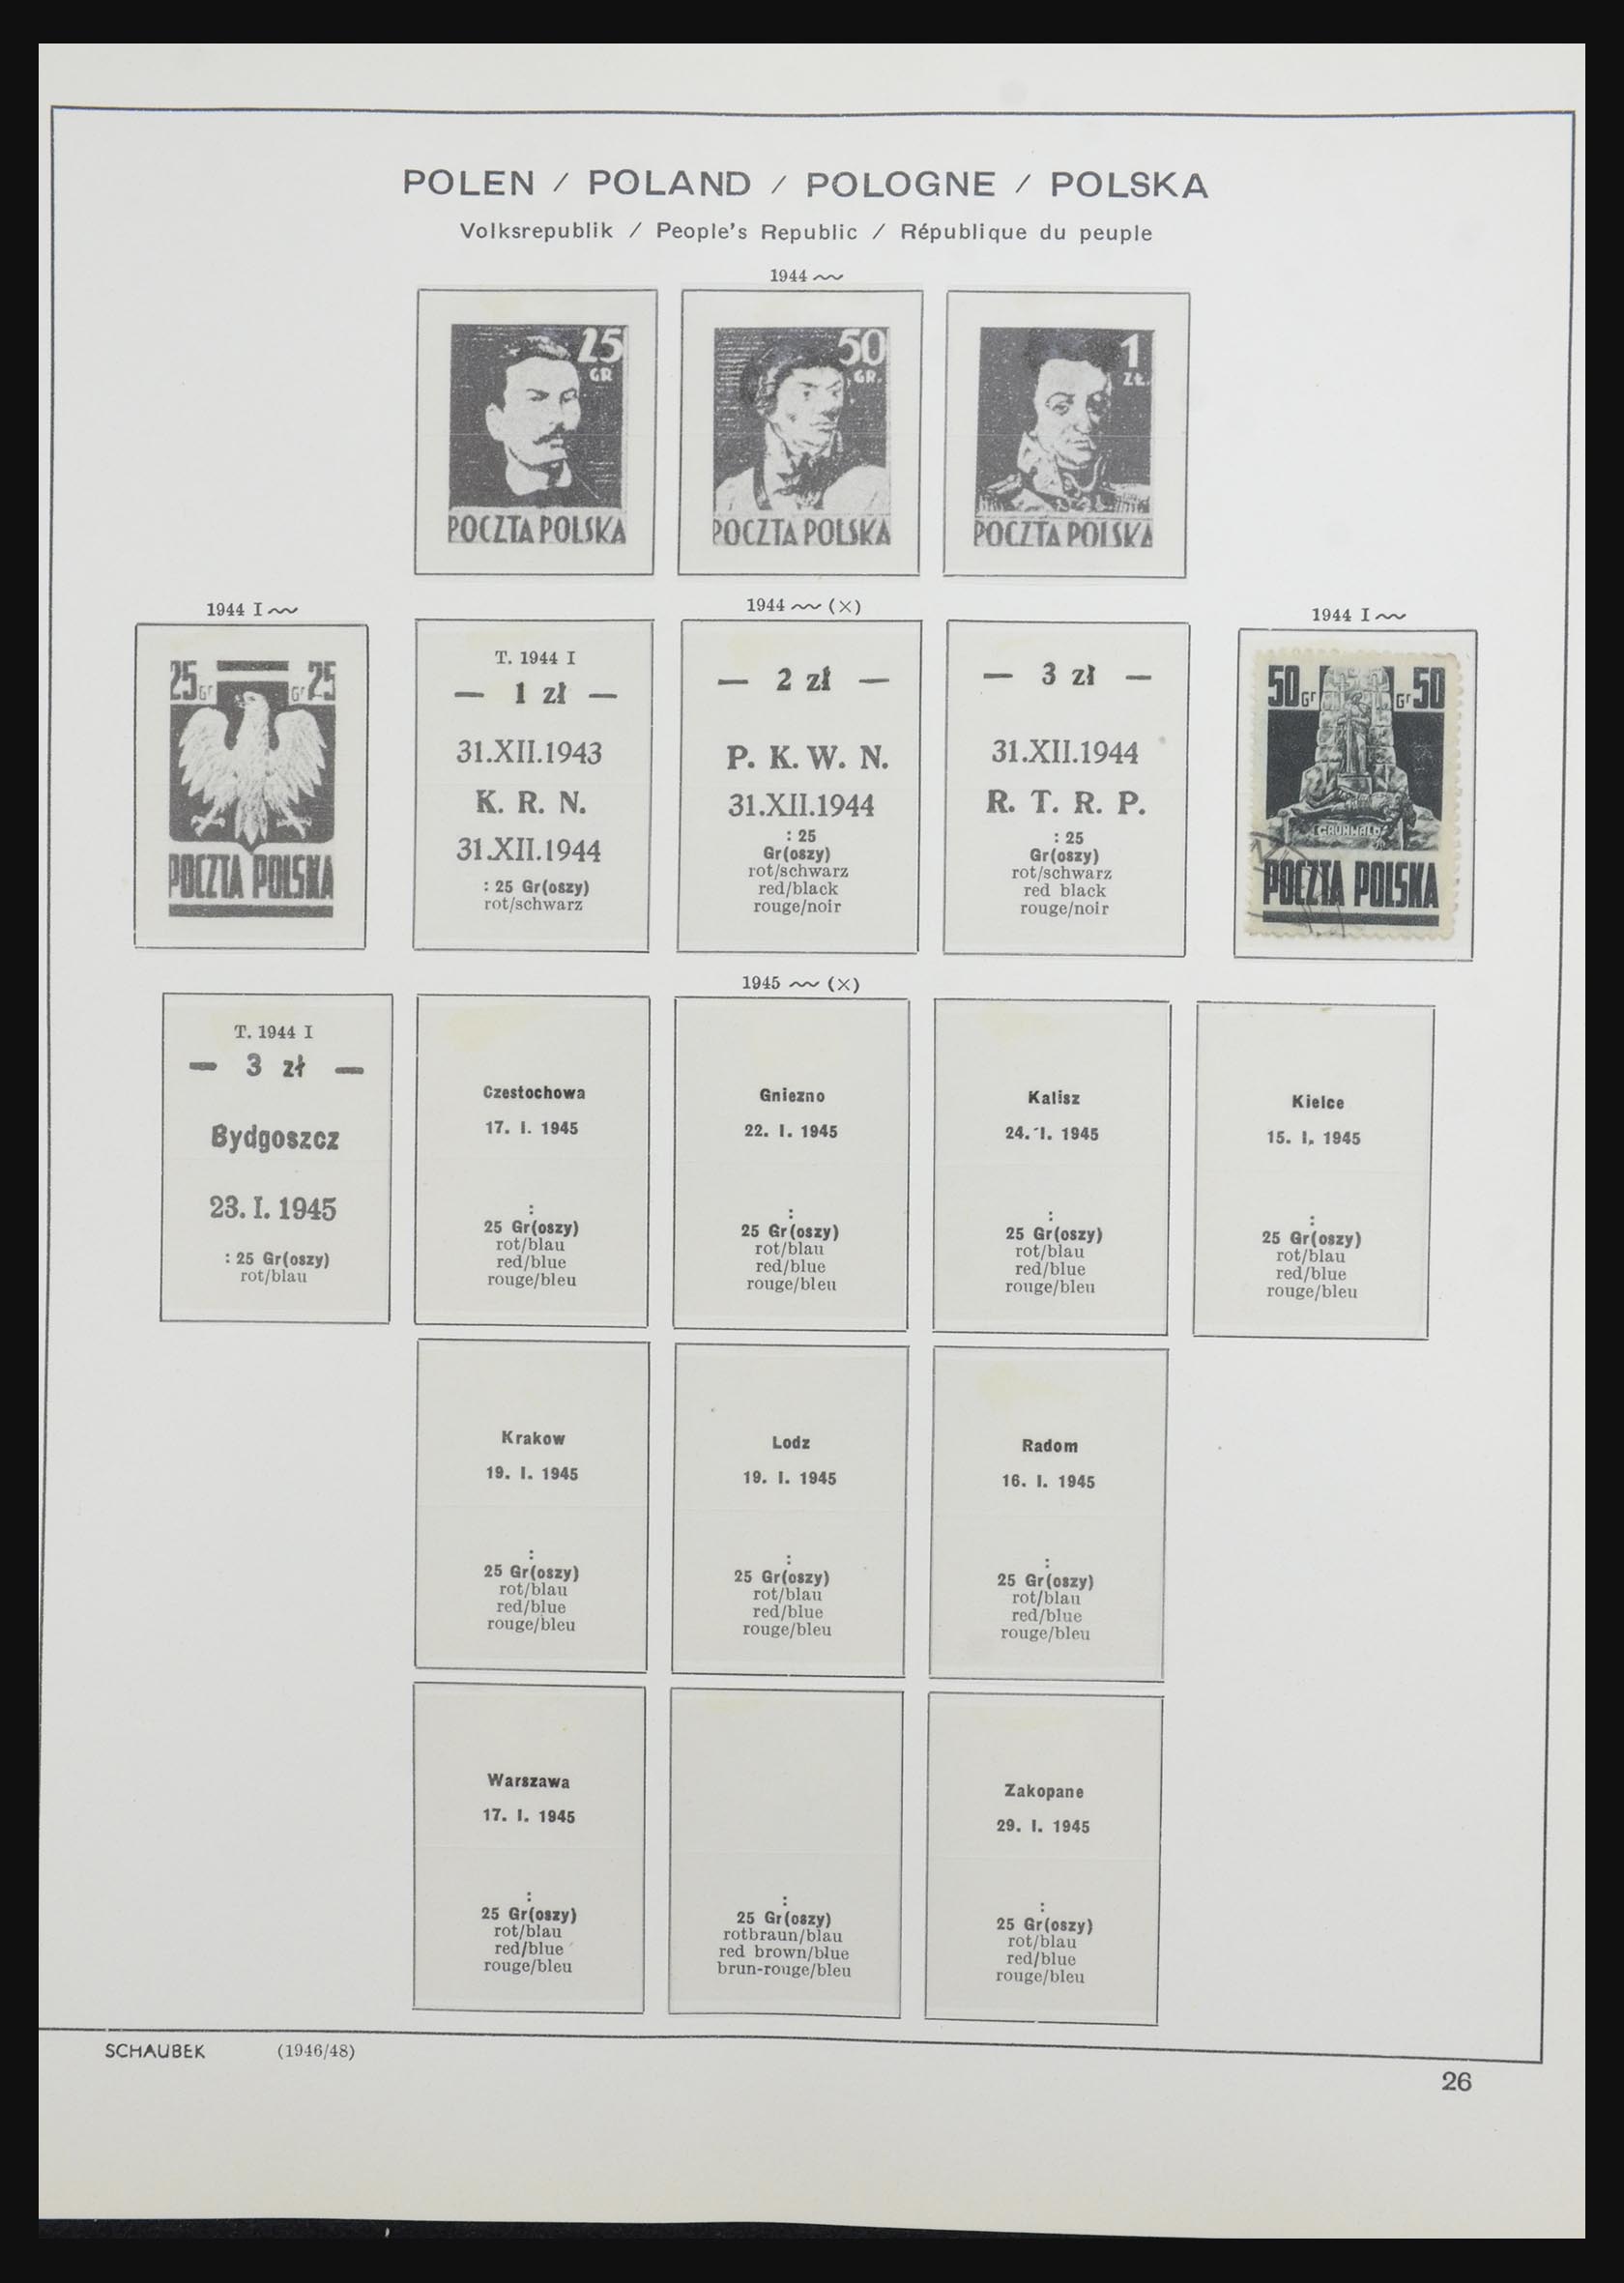 POLEN / POLAND / POLOGNE / POLSKA
Volksrepublik / People's Republic / République du peuple
1944
25
GR
POCZTA POLSKA
50
GR.
POCZTA POLSKA
1
ZŁ.
POCZTA POLSKA
1944 I
25 Gr Gr 25
POCZTA POLSKA
1944 (×)
T. 1944 I
— 1 zł —
31.XII.1943
K. R. N.
31.XII.1944
: 25 Gr(oszy)
rot/schwarz
— 2 zł —
P. K. W. N.
31.XII.1944
: 25
Gr(oszy)
rot/schwarz
red/black
rouge/noir
— 3 zł —
31.XII.1944
R. T. R. P.
: 25
Gr(oszy)
rot/schwarz
red black
rouge/noir
1944 I
50 Gr Gr 50
GRUNWALD
POCZTA POLSKA
1945 (×)
T. 1944 I
— 3 zł —
Bydgoszcz
23. I. 1945
: 25 Gr(oszy)
rot/blau
Czestochowa
17. I. 1945
:
25 Gr(oszy)
rot/blau
red/blue
rouge/bleu
Gniezno
22. I. 1945
:
25 Gr(oszy)
rot/blau
red/blue
rouge/bleu
Kalisz
24. I. 1945
:
25 Gr(oszy)
rot/blau
red/blue
rouge/bleu
Kielce
15. I. 1945
:
25 Gr(oszy)
rot/blau
red/blue
rouge/bleu
Krakow
19. I. 1945
:
25 Gr(oszy)
rot/blau
red/blue
rouge/bleu
Lodz
19. I. 1945
:
25 Gr(oszy)
rot/blau
red/blue
rouge/bleu
Radom
16. I. 1945
:
25 Gr(oszy)
rot/blau
red/blue
rouge/bleu
Warszawa
17. I. 1945
:
25 Gr(oszy)
rot/blau
red/blue
rouge/bleu
:
25 Gr(oszy)
rotbraun/blau
red brown/blue
brun-rouge/bleu
Zakopane
29. I. 1945
:
25 Gr(oszy)
rot/blau
red/blue
rouge/bleu
SCHAUBEK (1946/48)
26